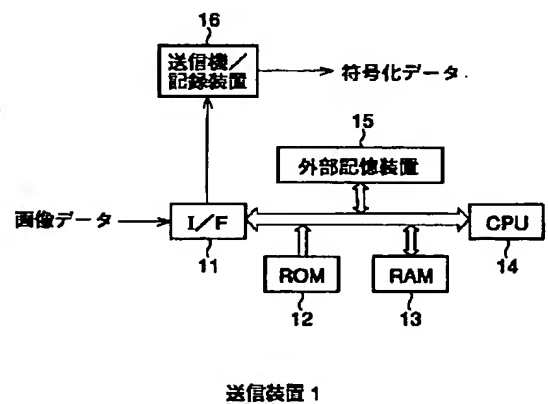 16
送信機／
記録装置
符号化データ
15
外部記憶装置
画像データ
I／F
CPU
11
14
ROM
RAM
12
13
送信装置 1